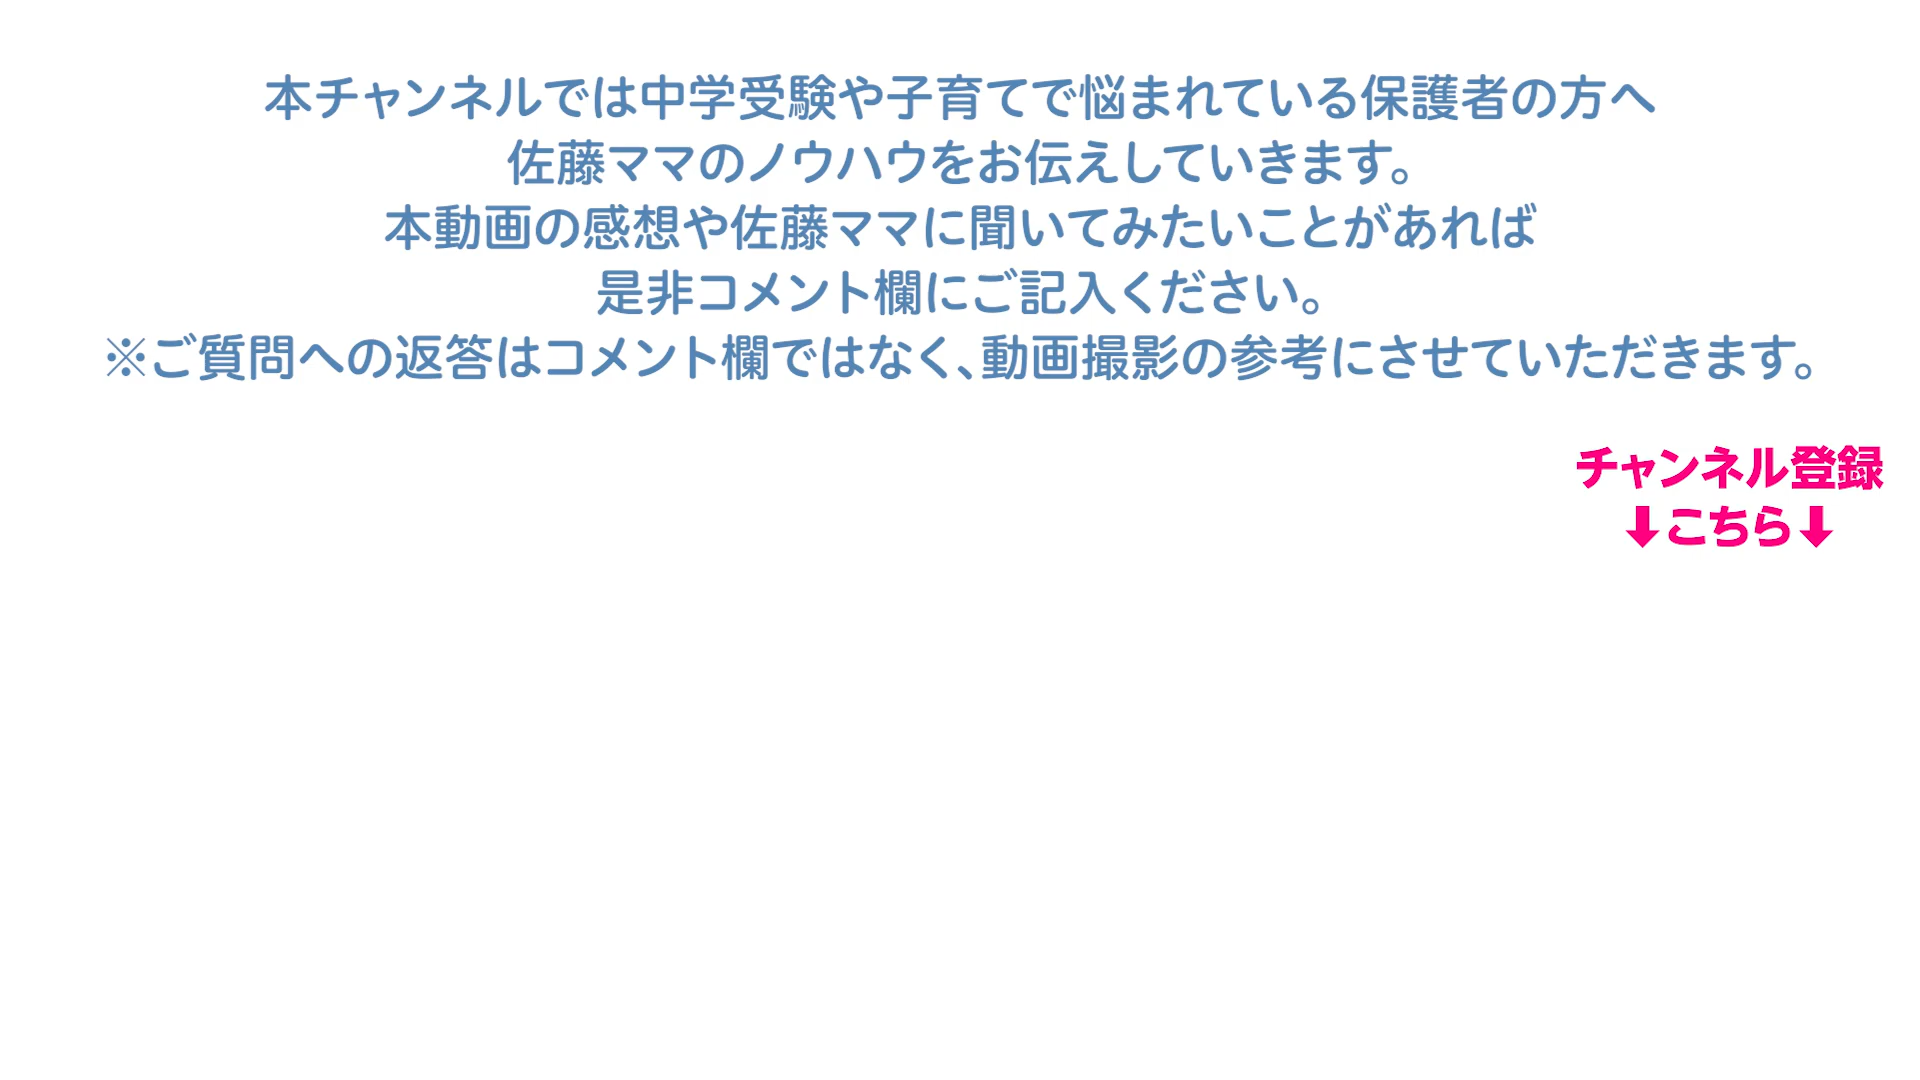 本チャンネルでは中学受験や子育てで悩まれている保護者の方へ
佐藤ママのノウハウをお伝えしていきます。
本動画の感想や佐藤ママに聞いてみたいことがあれば
是非コメント欄にご記入ください。
※ご質問への返答はコメント欄ではなく、動画撮影の参考にさせていただきます。
チャンネル登録
⬇こちら⬇